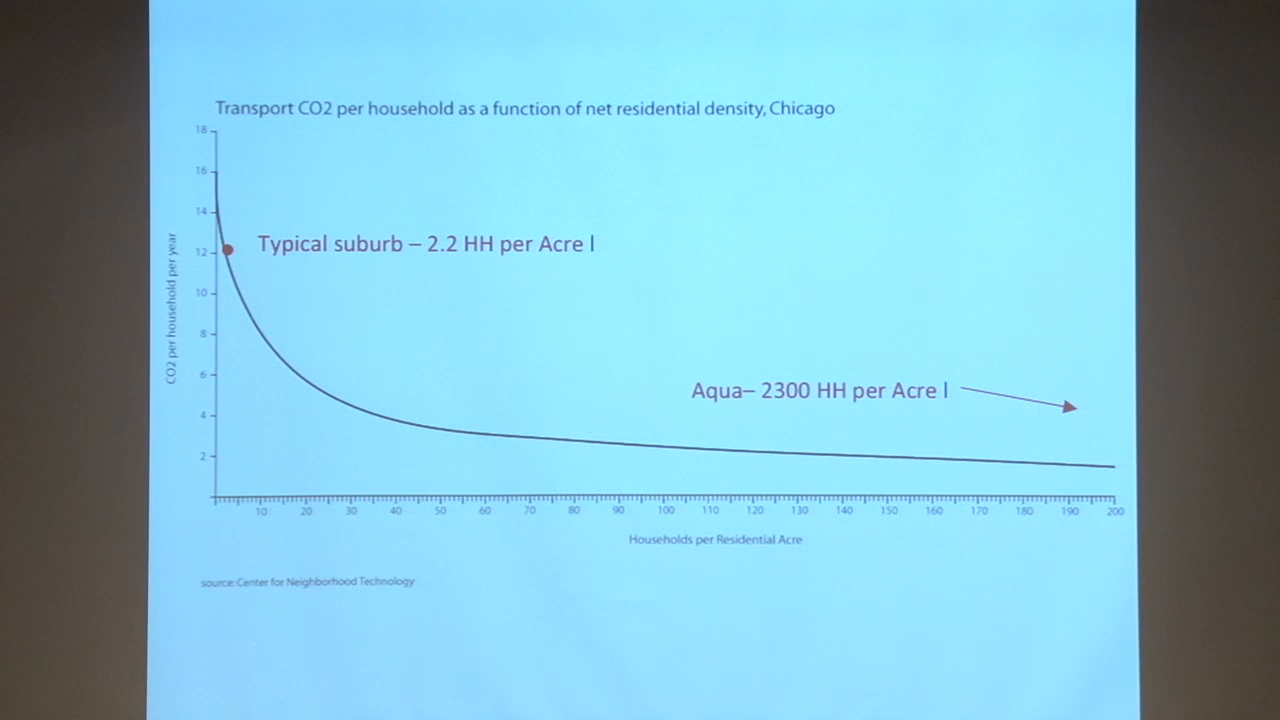 Transport CO2 per household as a function of net residential density, Chicago
18
16
14
12
10
8
6
4
2
CO2 per household per year
Typical suburb – 2.2 HH per Acre l
Aqua– 2300 HH per Acre l
10 20 30 40 50 60 70 80 90 100 110 120 130 140 150 160 170 180 190 200
Households per Residential Acre
source: Center for Neighborhood Technology